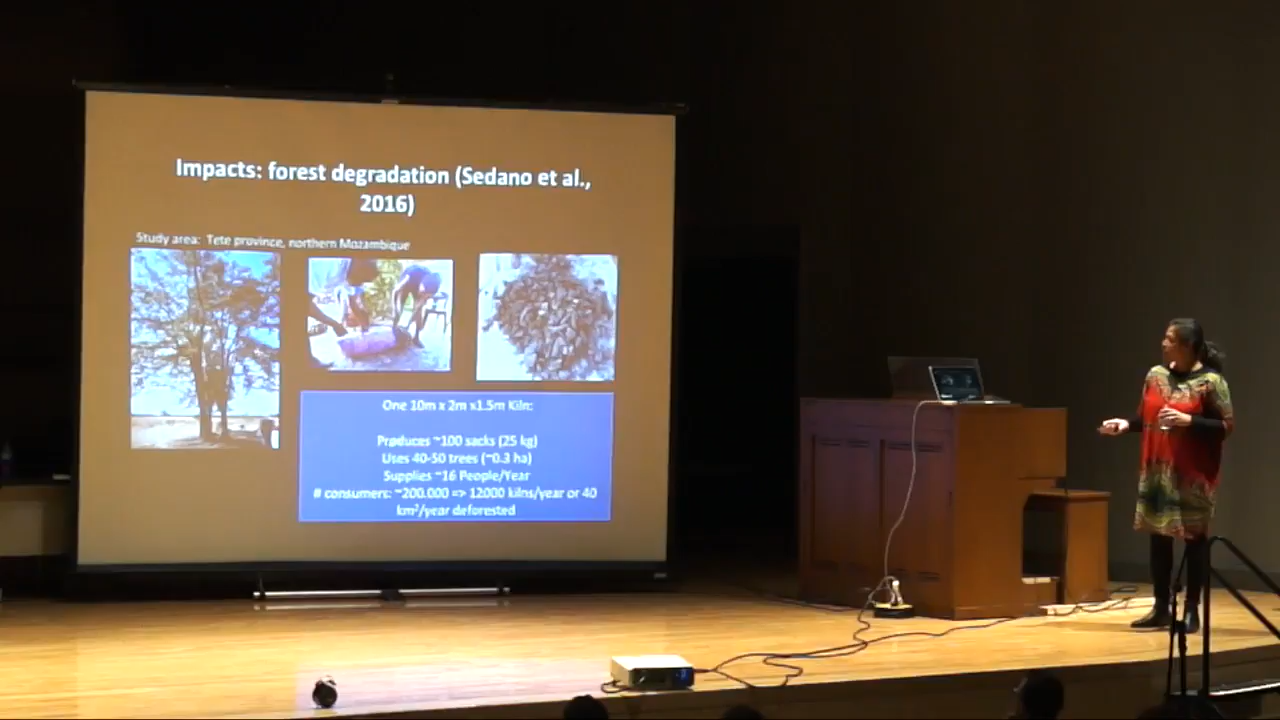 Impacts: forest degradation (Sedano et al.,
2016)
Study area: Tete province, northern Mozambique
One 10m x 2m x1.5m Kiln:
Produces ~100 sacks (25 kg)
Uses 40-50 trees (~0.3 ha)
Supplies ~16 People/Year
# consumers: ~200.000 => 12000 kilns/year or 40
km²/year deforested